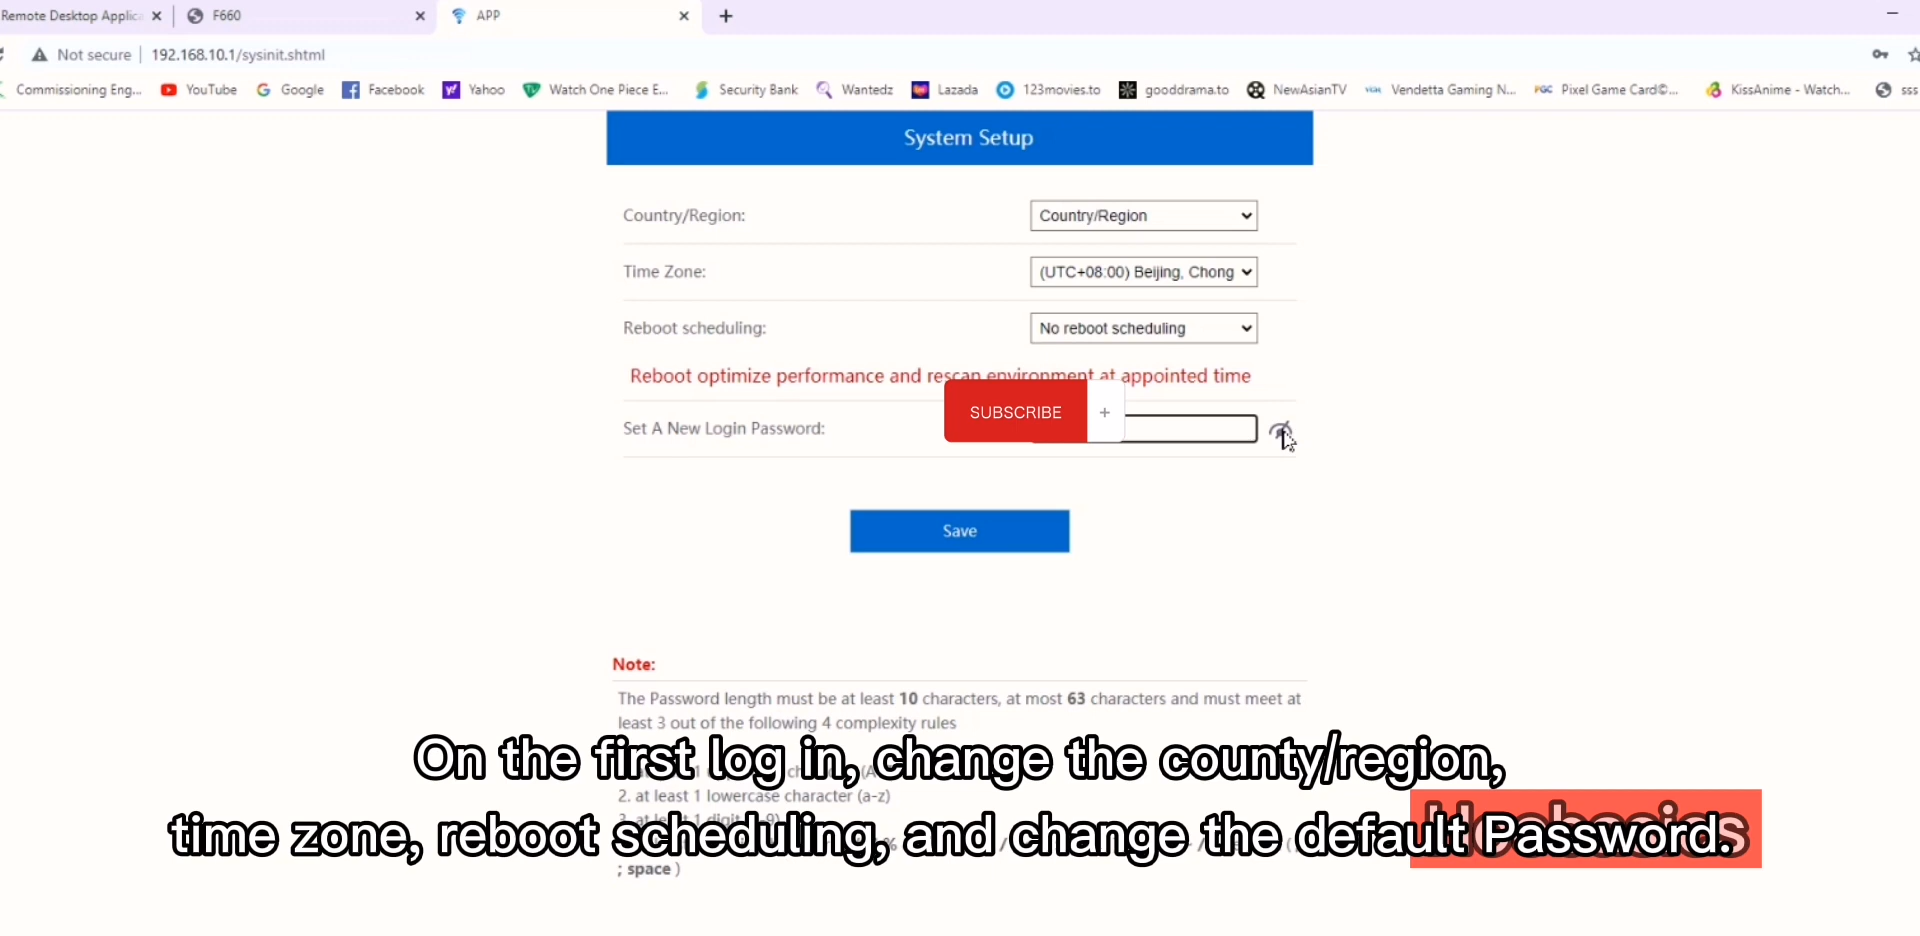 Remote Desktop Applica
F660
APP
Not secure
192.168.10.1/sysinit.shtml
Commissioning Eng...
YouTube
Google
Facebook
Yahoo
Watch One Piece E...
Security Bank
Wantedz
Lazada
123movies.to
gooddrama.to
NewAsianTV
Vendetta Gaming N...
PGC
Pixel Game Card©...
KissAnime - Watch...
sss
System Setup
Country/Region:
Country/Region
Time Zone:
(UTC+08:00) Beijing, Chong
Reboot scheduling:
No reboot scheduling
Reboot optimize performance and rescan environment at appointed time
SUBSCRIBE +
Set A New Login Password:
Save
Note:
The Password length must be at least 10 characters, at most 63 characters and must meet at
least 3 out of the following 4 complexity rules
On the first log in, change the county/region,
2. at least 1 lowercase character (a-z)
time zone, reboot scheduling, and change the default Password.
; space )